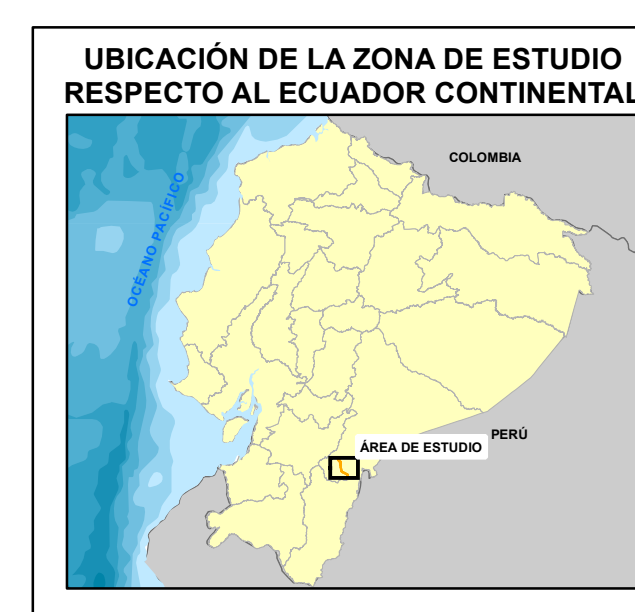 UBICACIÓN DE LA ZONA DE ESTUDIO
RESPECTO AL ECUADOR CONTINENTAL
COLOMBIA
OCÉANO PACÍFICO
PERÚ
ÁREA DE ESTUDIO